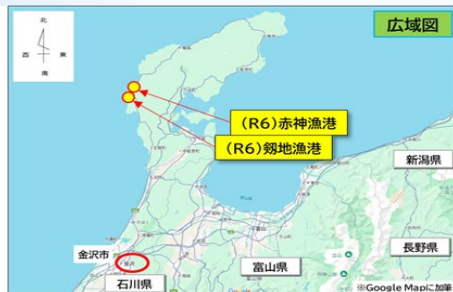 広域図
北
西 東
南
(R6)赤神漁港
(R6)剱地漁港
新潟県
金沢市
金沢
長野県
富山県
石川県
※Google Mapに加筆